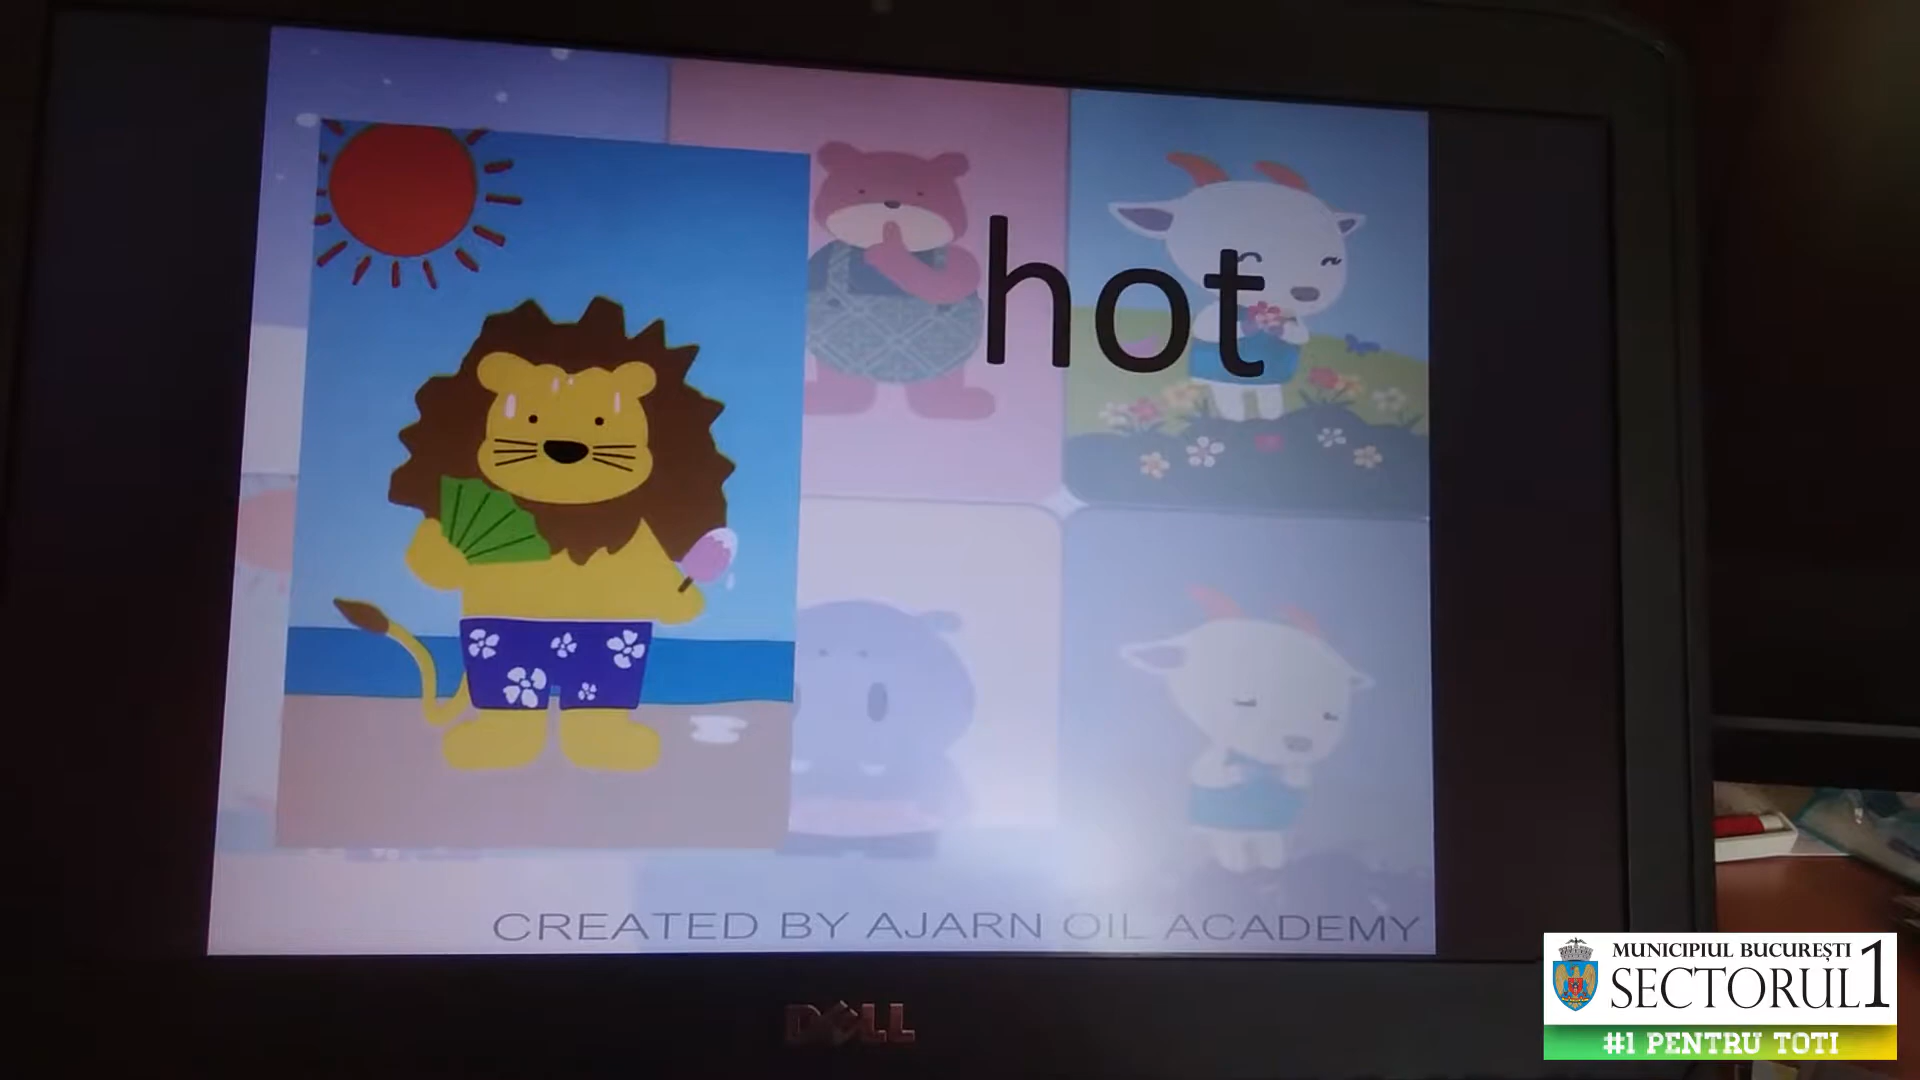 hot
CREATED BY AJARN OIL ACADEMY
DELL
MUNICIPIUL BUCUREȘTI
SECTORUL 1
#1 PENTRU TOTI